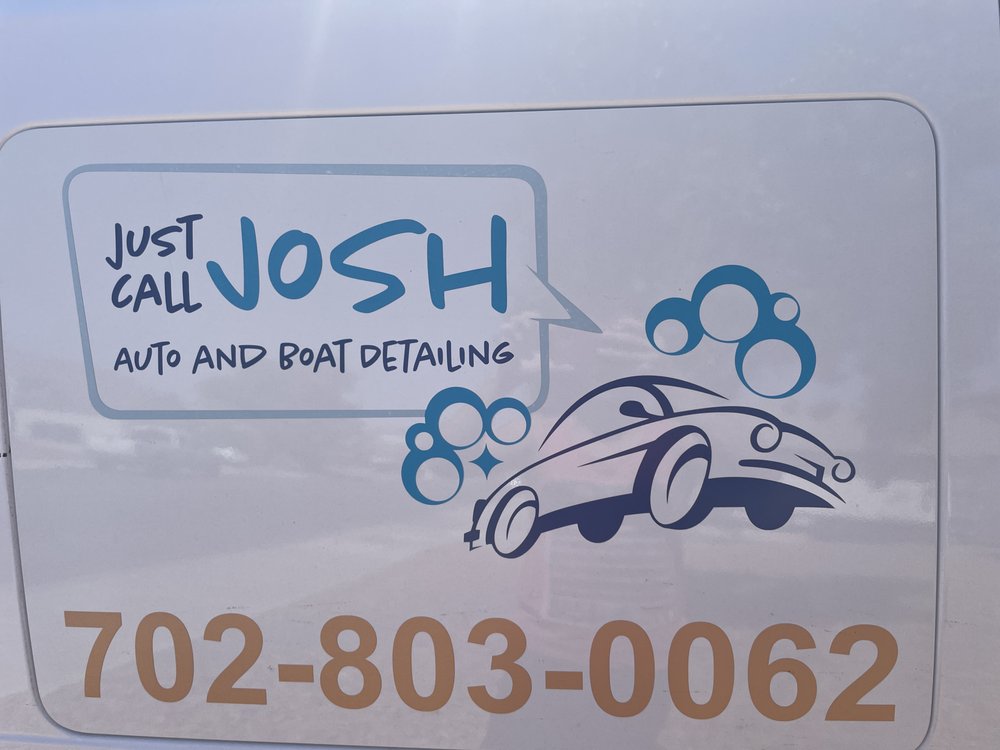 JUST CALL JOSH
AUTO AND BOAT DETAILING
702-803-0062